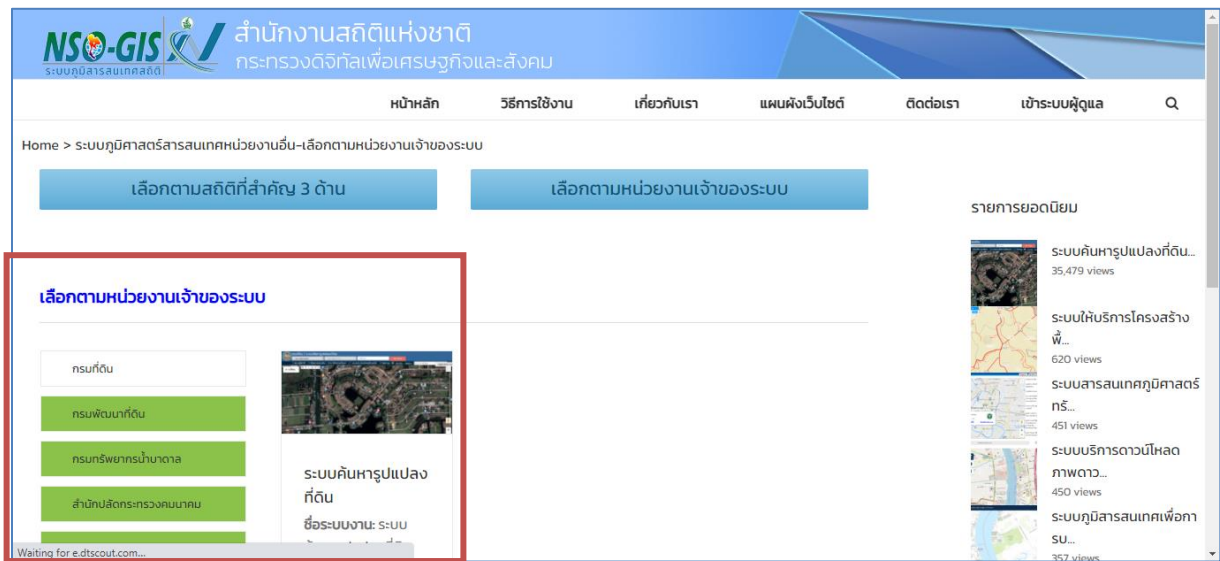 NSO-GIS
ระบบภูมิสารสนเทศสถิติ
สำนักงานสถิติแห่งชาติ
กระทรวงดิจิทัลเพื่อเศรษฐกิจและสังคม
หน้าหลัก วิธีการใช้งาน เกี่ยวกับเรา แผนผังเว็บไซต์ ติดต่อเรา เข้าระบบผู้ดูแล
Home > ระบบภูมิศาสตร์สารสนเทศหน่วยงานอื่น-เลือกตามหน่วยงานเจ้าของระบบ
เลือกตามสถิติที่สำคัญ 3 ด้าน
เลือกตามหน่วยงานเจ้าของระบบ
เลือกตามหน่วยงานเจ้าของระบบ
กรมที่ดิน
กรมพัฒนาที่ดิน
กรมทรัพยากรน้ำบาดาล
สำนักปลัดกระทรวงคมนาคม
ระบบค้นหารูปแปลง
ที่ดิน
ชื่อระบบงาน: ระบบ
Waiting for e.dtscout.com...
รายการยอดนิยม
ระบบค้นหารูปแปลงที่ดิน...
35,479 views
ระบบให้บริการโครงสร้าง
พื้...
620 views
ระบบสารสนเทศภูมิศาสตร์
ทรั...
451 views
ระบบบริการดาวน์โหลด
ภาพดาว...
450 views
ระบบภูมิสารสนเทศเพื่อกา
รบ...
357 views